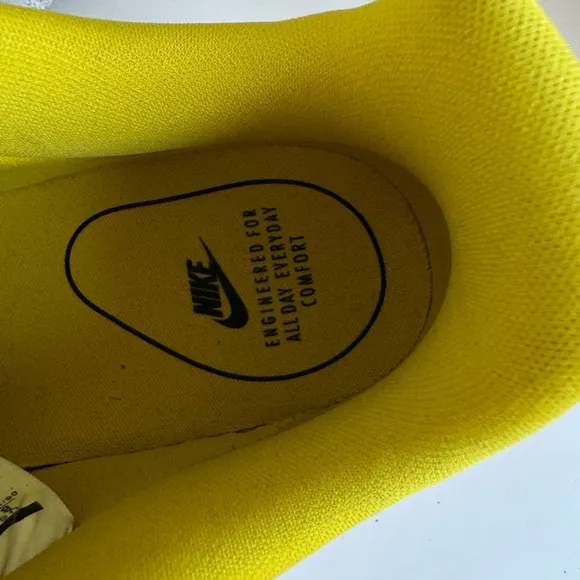 NIKE
ENGINEERED FOR
ALL DAY EVERYDAY
COMFORT